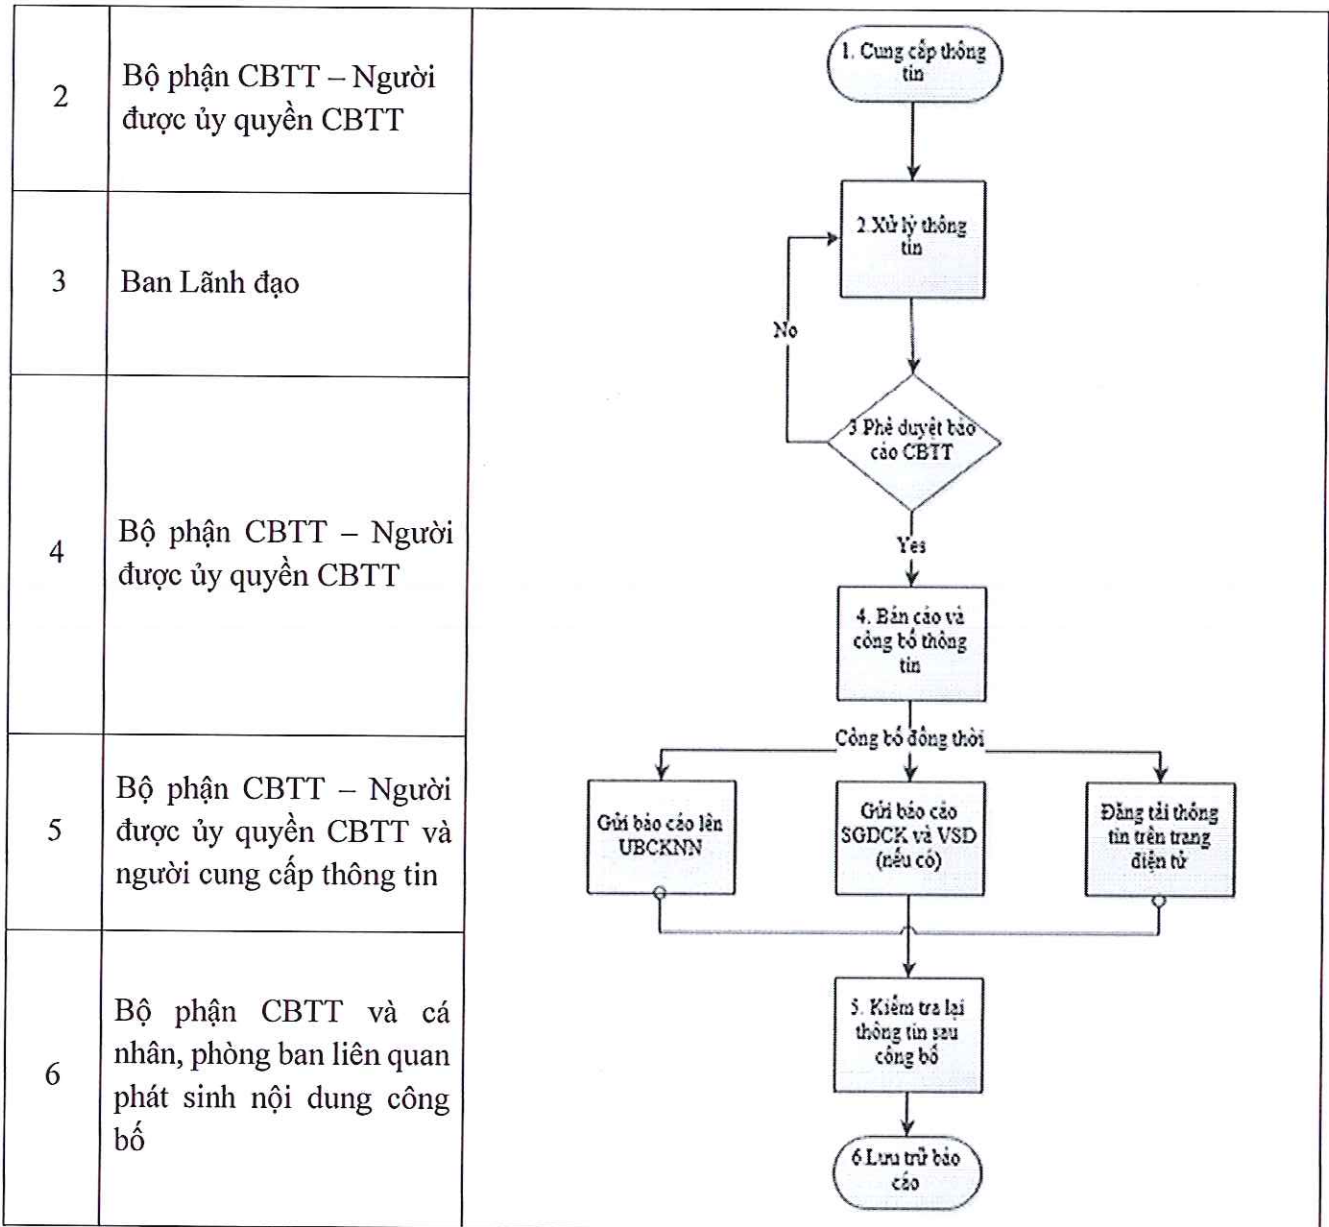 2
Bộ phận CBTT – Người
được ủy quyền CBTT
3
Ban Lãnh đạo
4
Bộ phận CBTT – Người
được ủy quyền CBTT
5
Bộ phận CBTT – Người
được ủy quyền CBTT và
người cung cấp thông tin
6
Bộ phận CBTT và cá
nhân, phòng ban liên quan
phát sinh nội dung công
bố
1. Cung cấp thông
tin
2.Xử lý thông
tin
No
3 Phê duyệt báo
cáo CBTT
Yes
4. Bán cáo và
công bố thông
tin
Công bố đồng thời
Gửi báo cáo lên
UBCKNN
Gửi báo cáo
SGDCK và VSD
(nếu có)
Đăng tải thông
tin trên trang
điện tử
5. Kiểm tra lại
thông tin sau
công bố
6.Lưu trữ báo
cáo